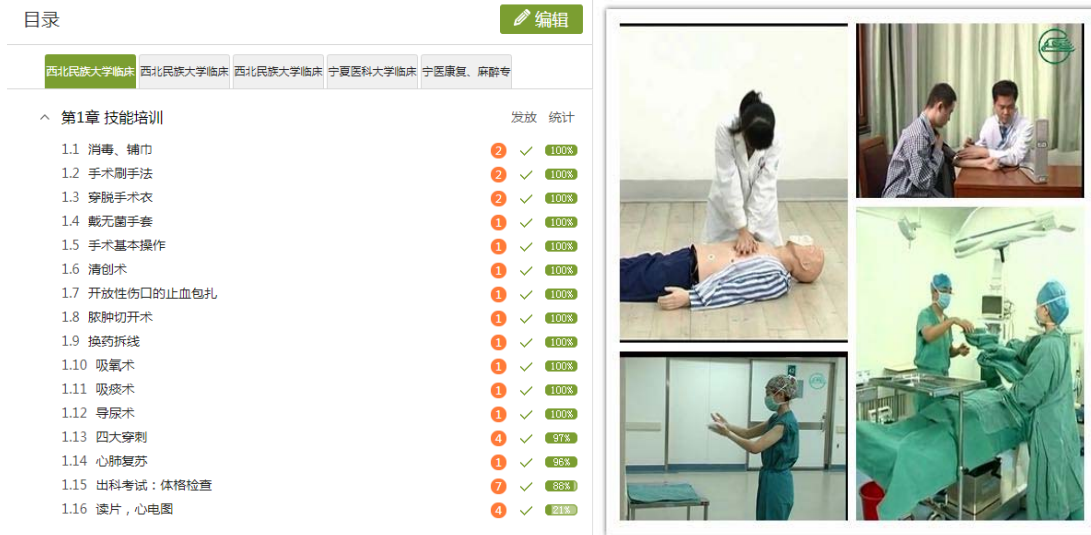 目录
编辑
西北民族大学临床 西北民族大学临床 西北民族大学临床 宁夏医科大学临床 宁医康复、麻醉专
第1章 技能培训 发放 统计
1.1 消毒、铺巾 2 100%
1.2 手术刷手法 2 100%
1.3 穿脱手术衣 2 100%
1.4 戴无菌手套 1 100%
1.5 手术基本操作 1 100%
1.6 清创术 1 100%
1.7 开放性伤口的止血包扎 1 100%
1.8 脓肿切开术 1 100%
1.9 换药拆线 1 100%
1.10 吸氧术 1 100%
1.11 吸痰术 1 100%
1.12 导尿术 1 100%
1.13 四大穿刺 4 97%
1.14 心肺复苏 1 96%
1.15 出科考试：体格检查 7 88%
1.16 读片，心电图 4 21%